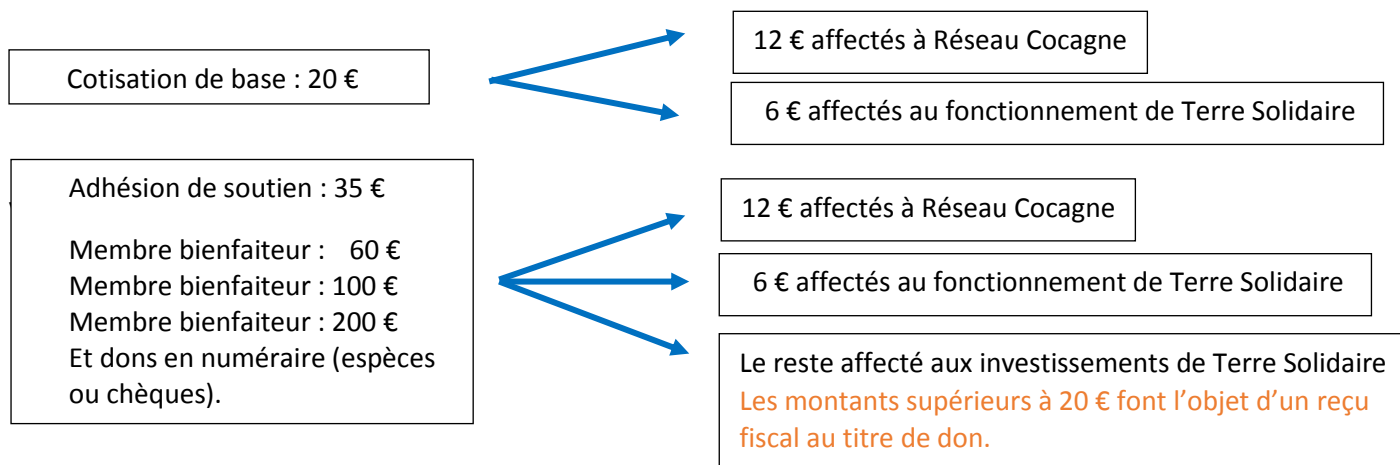 Cotisation de base : 20 €
12 € affectés à Réseau Cocagne
6 € affectés au fonctionnement de Terre Solidaire
Adhésion de soutien : 35 €
Membre bienfaiteur : 60 €
Membre bienfaiteur : 100 €
Membre bienfaiteur : 200 €
Et dons en numéraire (espèces
ou chèques).
12 € affectés à Réseau Cocagne
6 € affectés au fonctionnement de Terre Solidaire
Le reste affecté aux investissements de Terre Solidaire
Les montants supérieurs à 20 € font l’objet d’un reçu
fiscal au titre de don.